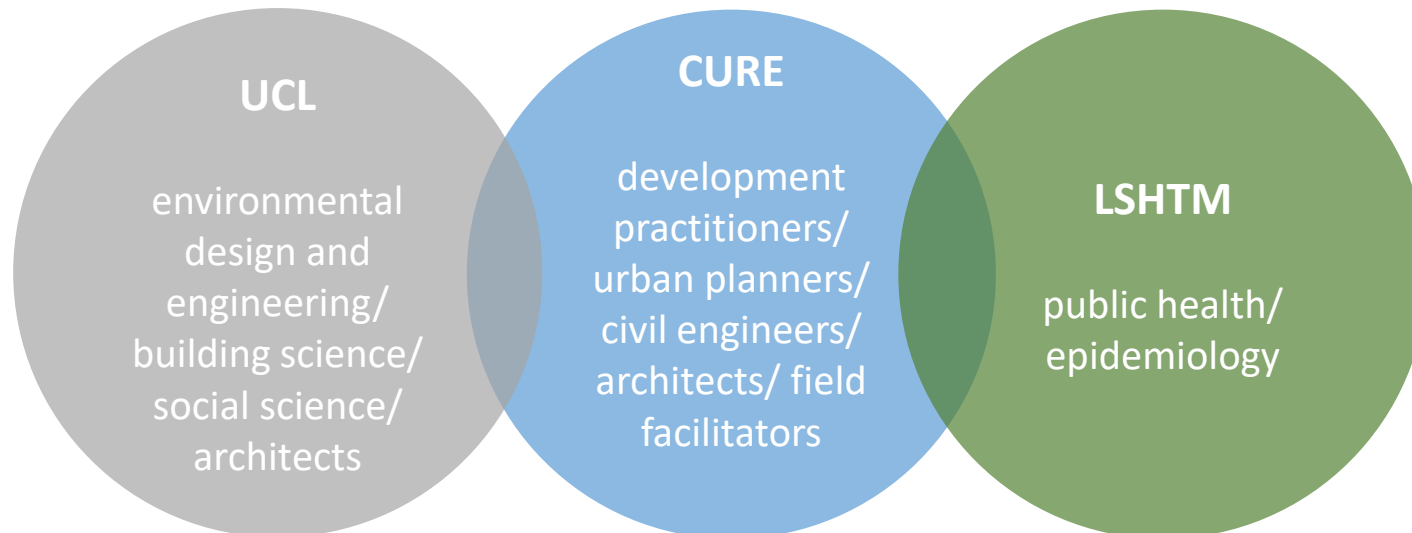 UCL
environmental
design and
engineering/
building science/
social science/
architects
CURE
development
practitioners/
urban planners/
civil engineers/
architects/ field
facilitators
LSHTM
public health/
epidemiology